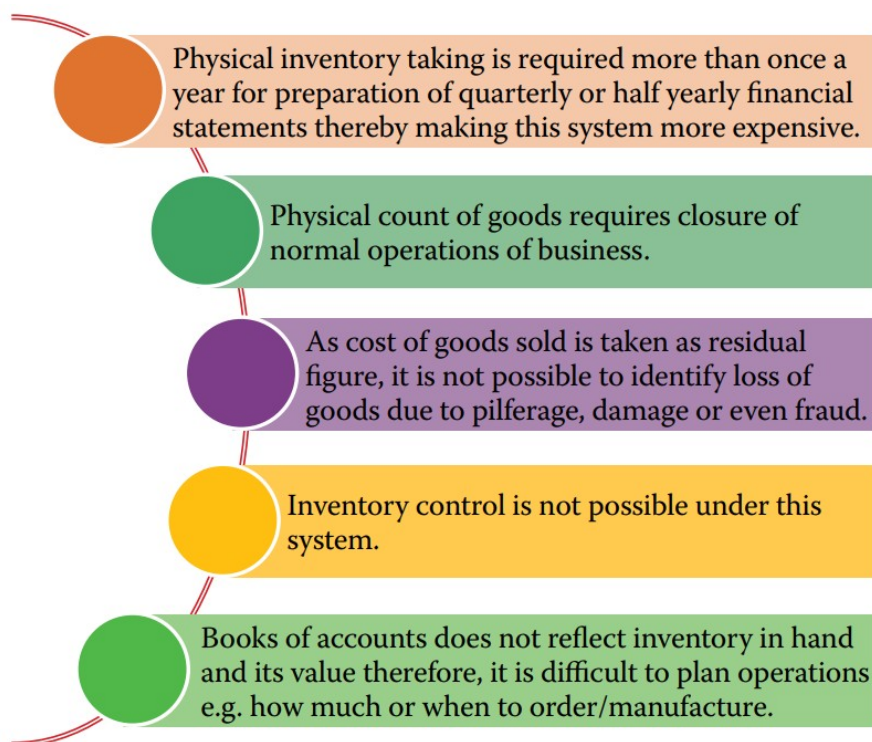 Physical inventory taking is required more than once a
year for preparation of quarterly or half yearly financial
statements thereby making this system more expensive.
Physical count of goods requires closure of
normal operations of business.
As cost of goods sold is taken as residual
figure, it is not possible to identify loss of
goods due to pilferage, damage or even fraud.
Inventory control is not possible under this
system.
Books of accounts does not reflect inventory in hand
and its value therefore, it is difficult to plan operations
e.g. how much or when to order/manufacture.